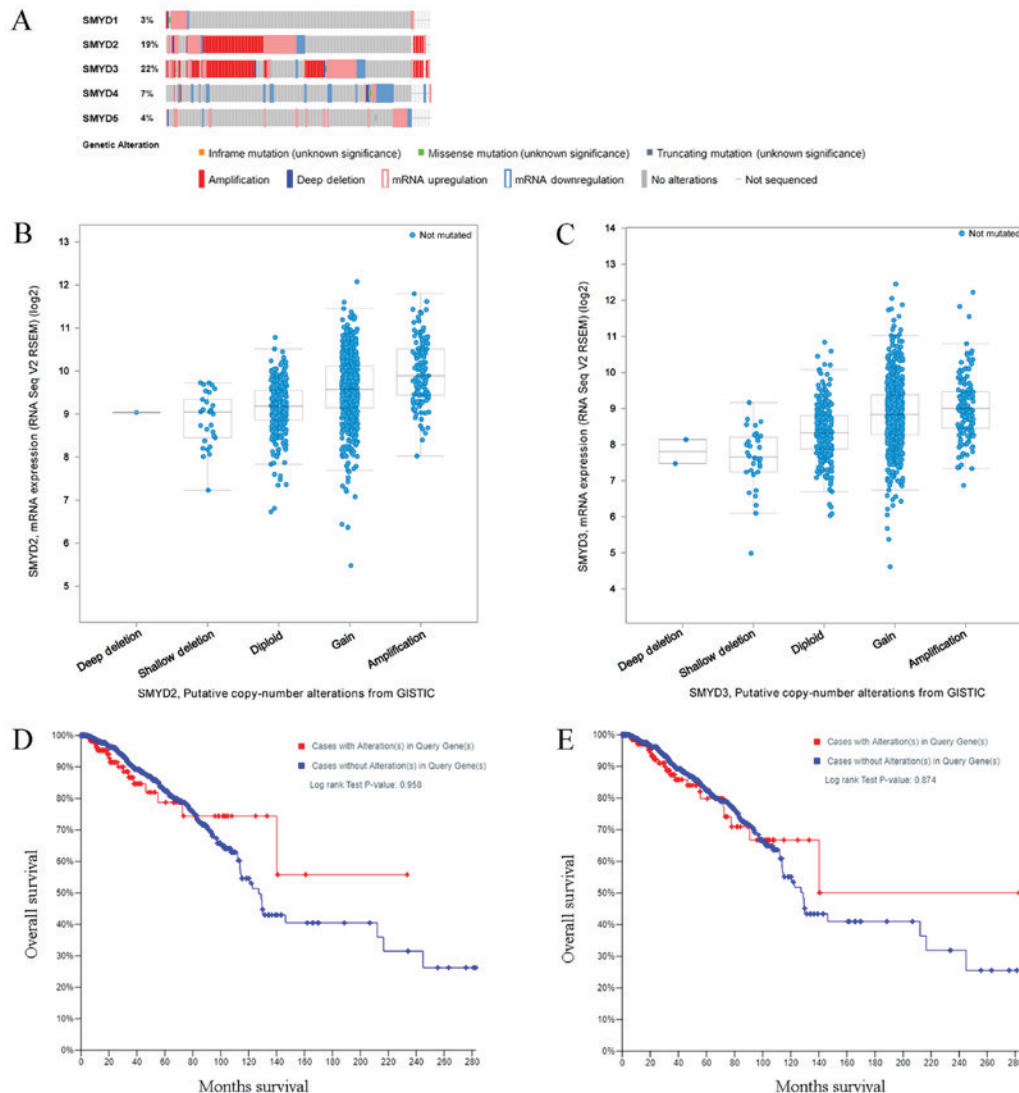 A
SMYD1 3%
SMYD2 19%
SMYD3 22%
SMYD4 7%
SMYD5 4%
Genetic Alteration
Inframe mutation (unknown significance) Missense mutation (unknown significance) Truncating mutation (unknown significance)
Amplification Deep deletion mRNA upregulation mRNA downregulation No alterations Not sequenced
B
Not mutated
13
12
11
10
9
8
7
6
5
SMYD2, mRNA expression (RNA Seq V2 RSEM) (log2)
Deep deletion
Shallow deletion
Diploid
Gain
Amplification
SMYD2, Putative copy-number alterations from GISTIC
C
Not mutated
14
13
12
11
10
9
8
7
6
5
4
SMYD3, mRNA expression (RNA Seq V2 RSEM) (log2)
Deep deletion
Shallow deletion
Diploid
Gain
Amplification
SMYD3, Putative copy-number alterations from GISTIC
D
Cases with Alteration(s) in Query Gene(s)
Cases without Alteration(s) in Query Gene(s)
Log rank Test P-value: 0.958
100%
90%
80%
70%
60%
50%
40%
30%
20%
10%
0%
Overall survival
0 20 40 60 80 100 120 140 160 180 200 220 240 260 280
Months survival
E
Cases with Alteration(s) in Query Gene(s)
Cases without Alteration(s) in Query Gene(s)
Log rank Test P-value: 0.874
100%
90%
80%
70%
60%
50%
40%
30%
20%
10%
0%
Overall survival
0 20 40 60 80 100 120 140 160 180 200 220 240 260 280
Months survival